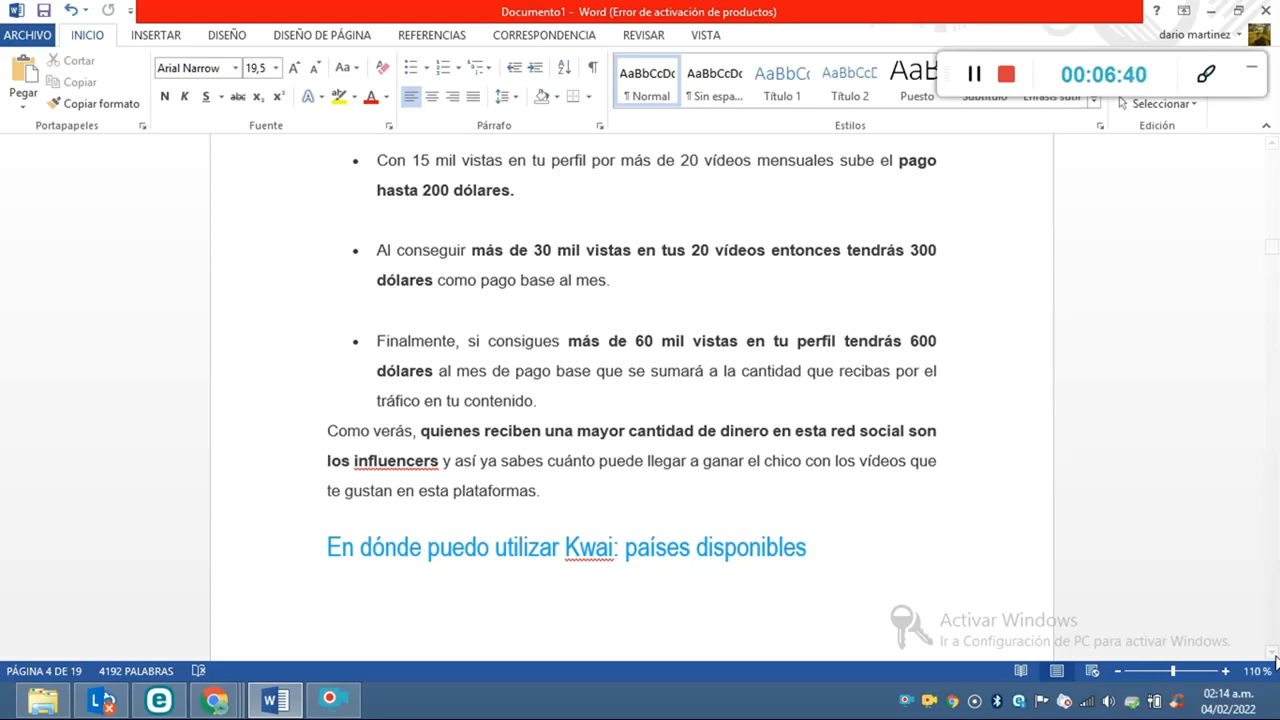 Documento1 - Word (Error de activación de productos)
?
ARCHIVO INICIO INSERTAR DISEÑO DISEÑO DE PÁGINA REFERENCIAS CORRESPONDENCIA REVISAR VISTA dario martinez
Pegar
Cortar
Copiar
Copiar formato
Portapapeles
Arial Narrow 19,5 Aa
N K S abc x₂ x² A A
Fuente
Párrafo
AaBbCcDc AaBbCcDc AaBbCc AaBbCcE AaB
¶ Normal ¶ Sin espa... Título 1 Título 2 Puesto
Estilos
00:06:40
Seleccionar
Edición
• Con 15 mil vistas en tu perfil por más de 20 vídeos mensuales sube el pago
hasta 200 dólares.
• Al conseguir más de 30 mil vistas en tus 20 vídeos entonces tendrás 300
dólares como pago base al mes.
• Finalmente, si consigues más de 60 mil vistas en tu perfil tendrás 600
dólares al mes de pago base que se sumará a la cantidad que recibas por el
tráfico en tu contenido.
Como verás, quienes reciben una mayor cantidad de dinero en esta red social son
los influencers y así ya sabes cuánto puede llegar a ganar el chico con los vídeos que
te gustan en esta plataformas.
En dónde puedo utilizar Kwai: países disponibles
Activar Windows
Ir a Configuración de PC para activar Windows.
PÁGINA 4 DE 19 4192 PALABRAS 110 %
02:14 a.m.
04/02/2022